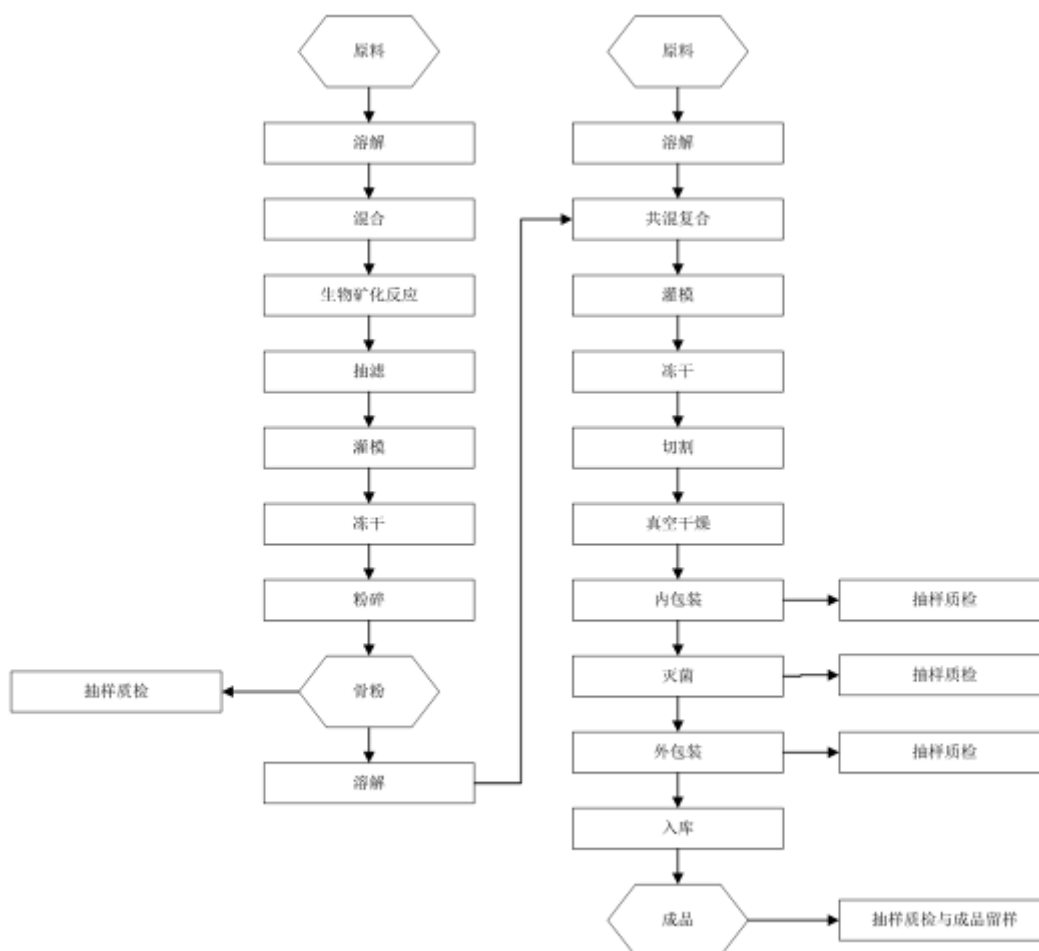 原料
溶解
混合
生物矿化反应
抽滤
灌模
冻干
粉碎
骨粉
抽样质检
溶解
原料
溶解
共混复合
灌模
冻干
切割
真空干燥
内包装
抽样质检
灭菌
抽样质检
外包装
抽样质检
入库
成品
抽样质检与成品留样